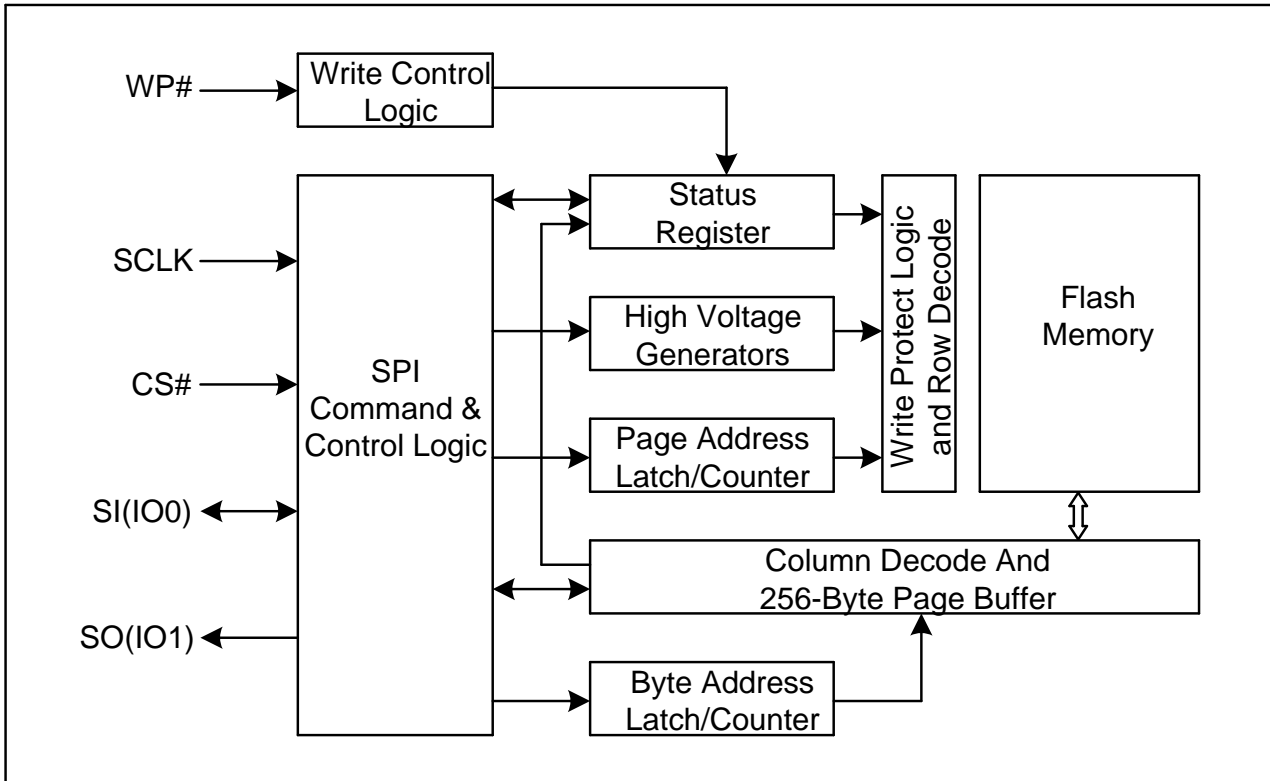 WP#
Write Control
Logic
SCLK
CS#
SI(IO0)
SO(IO1)
SPI
Command &
Control Logic
Status
Register
High Voltage
Generators
Page Address
Latch/Counter
Write Protect Logic
and Row Decode
Flash
Memory
Column Decode And
256-Byte Page Buffer
Byte Address
Latch/Counter